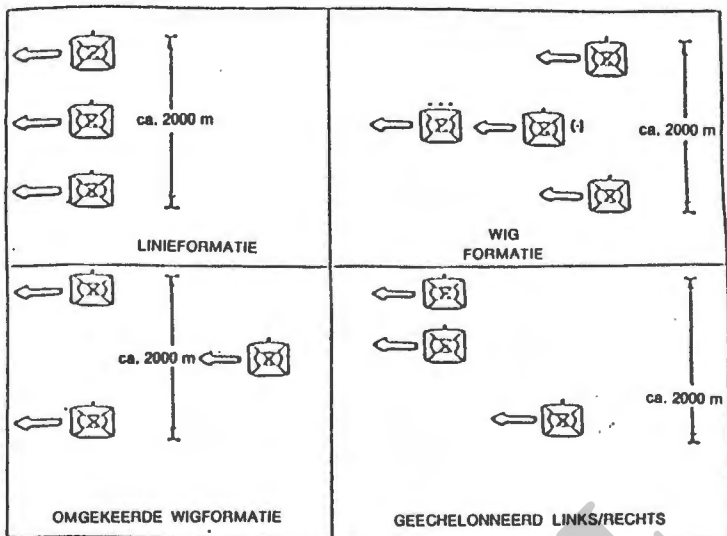 ca. 2000 m
LINIEFORMATIE
(-)
ca. 2000 m
WIG
FORMATIE
ca. 2000 m
OMGEKEERDE WIGFORMATIE
ca. 2000 m
GEECHELONNEERD LINKS/RECHTS